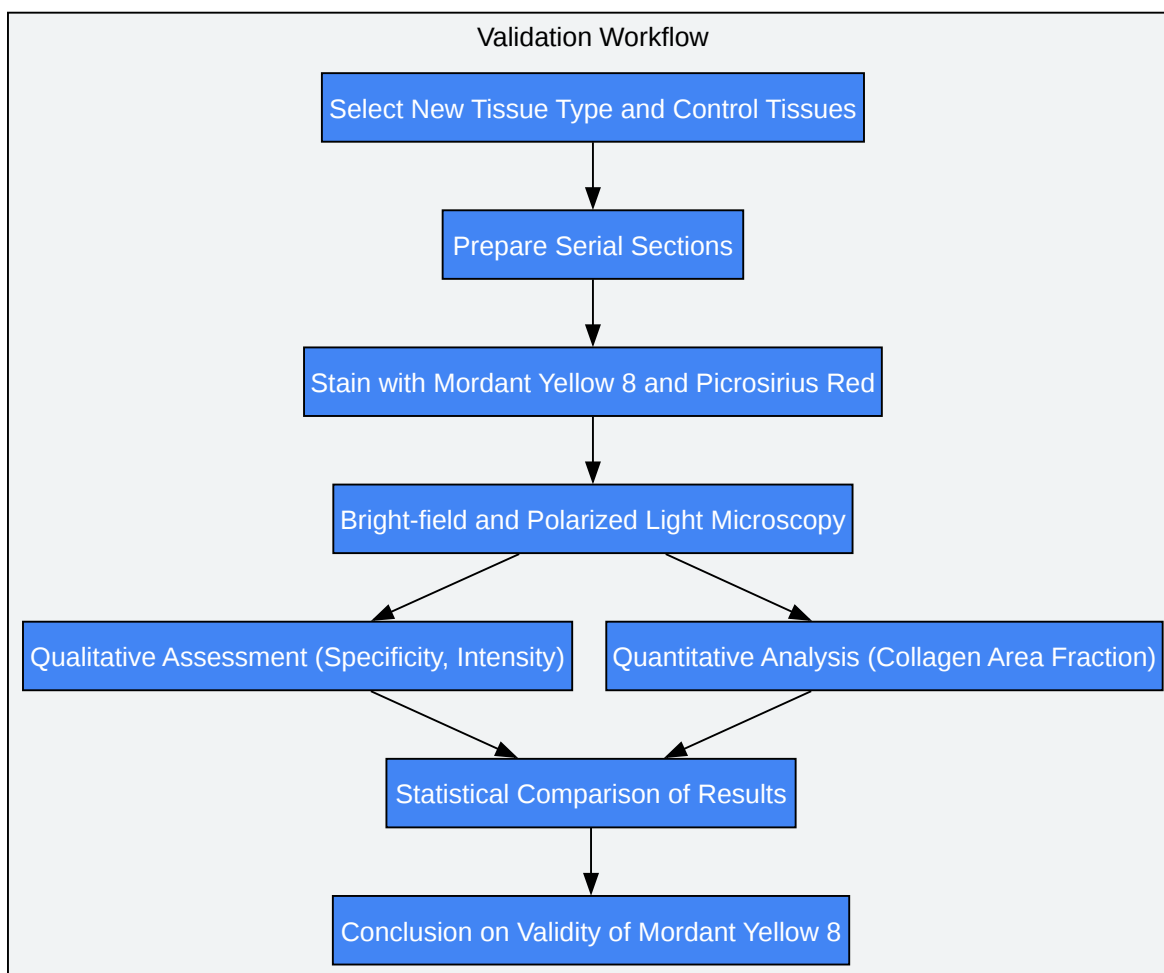 Validation Workflow
Select New Tissue Type and Control Tissues
Prepare Serial Sections
Stain with Mordant Yellow 8 and Picrosirius Red
Bright-field and Polarized Light Microscopy
Qualitative Assessment (Specificity, Intensity)
Quantitative Analysis (Collagen Area Fraction)
Statistical Comparison of Results
Conclusion on Validity of Mordant Yellow 8